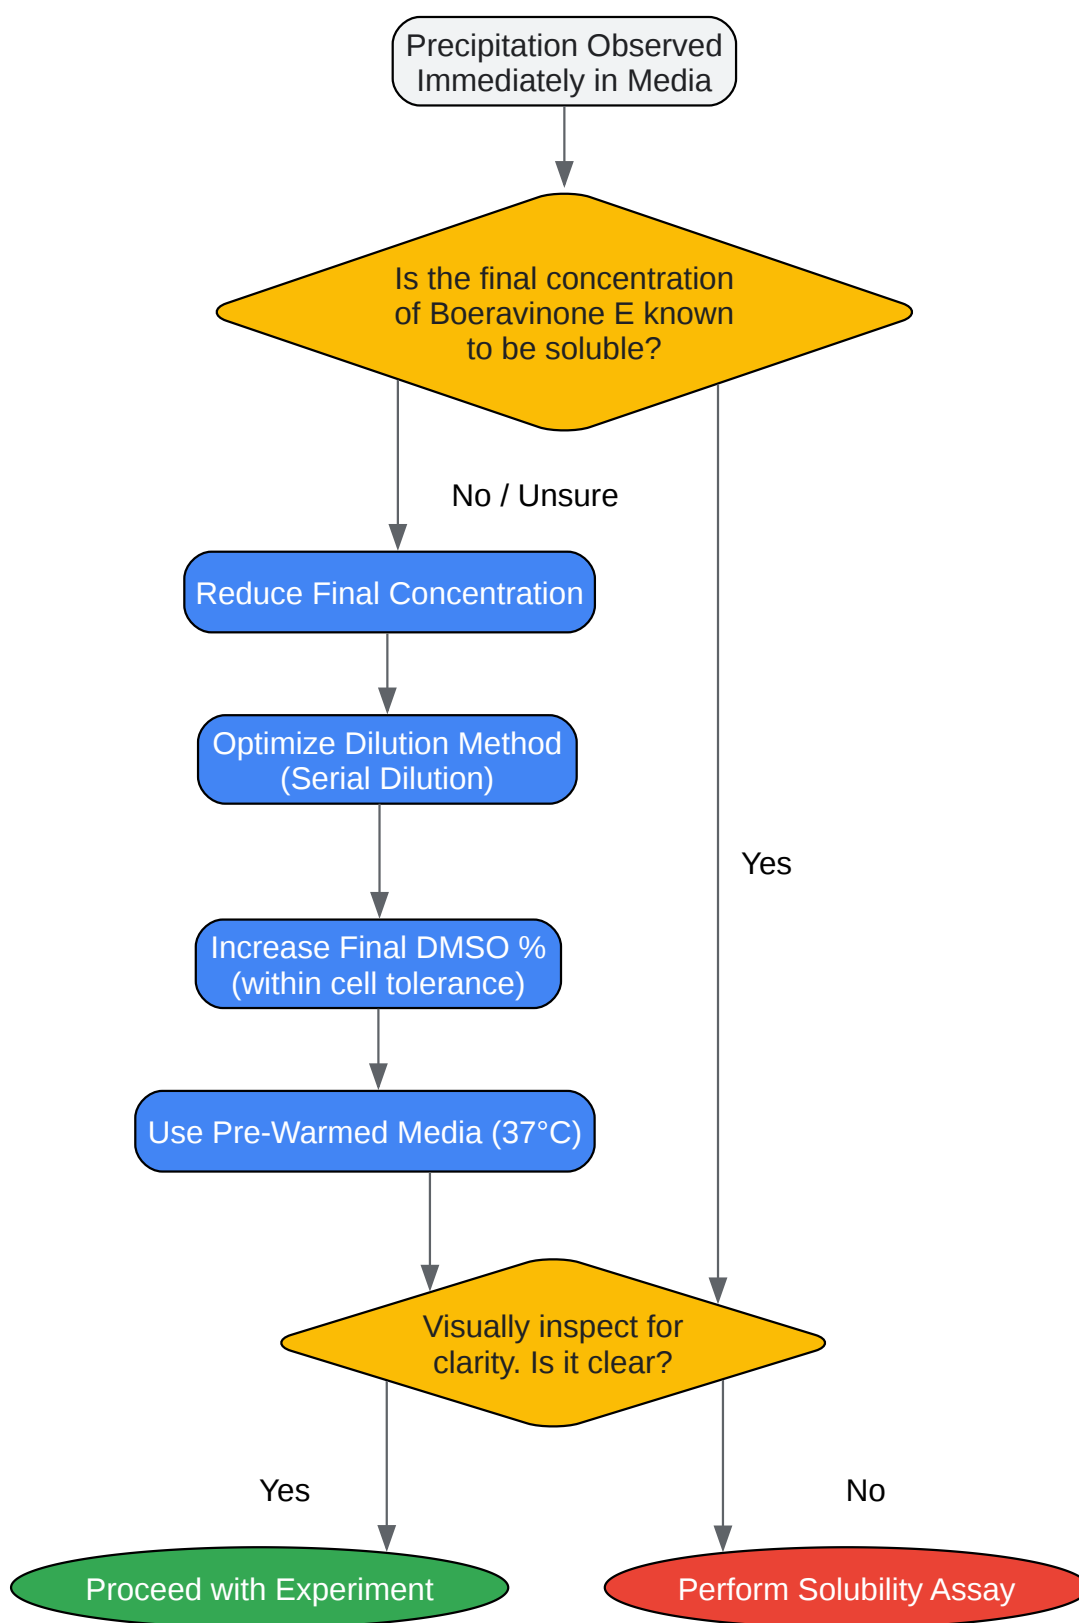 Precipitation Observed
Immediately in Media
Is the final concentration
of Boeravinone E known
to be soluble?
No / Unsure
Reduce Final Concentration
Optimize Dilution Method
(Serial Dilution)
Yes
Increase Final DMSO %
(within cell tolerance)
Use Pre-Warmed Media (37°C)
Visually inspect for
clarity. Is it clear?
Yes
No
Proceed with Experiment
Perform Solubility Assay